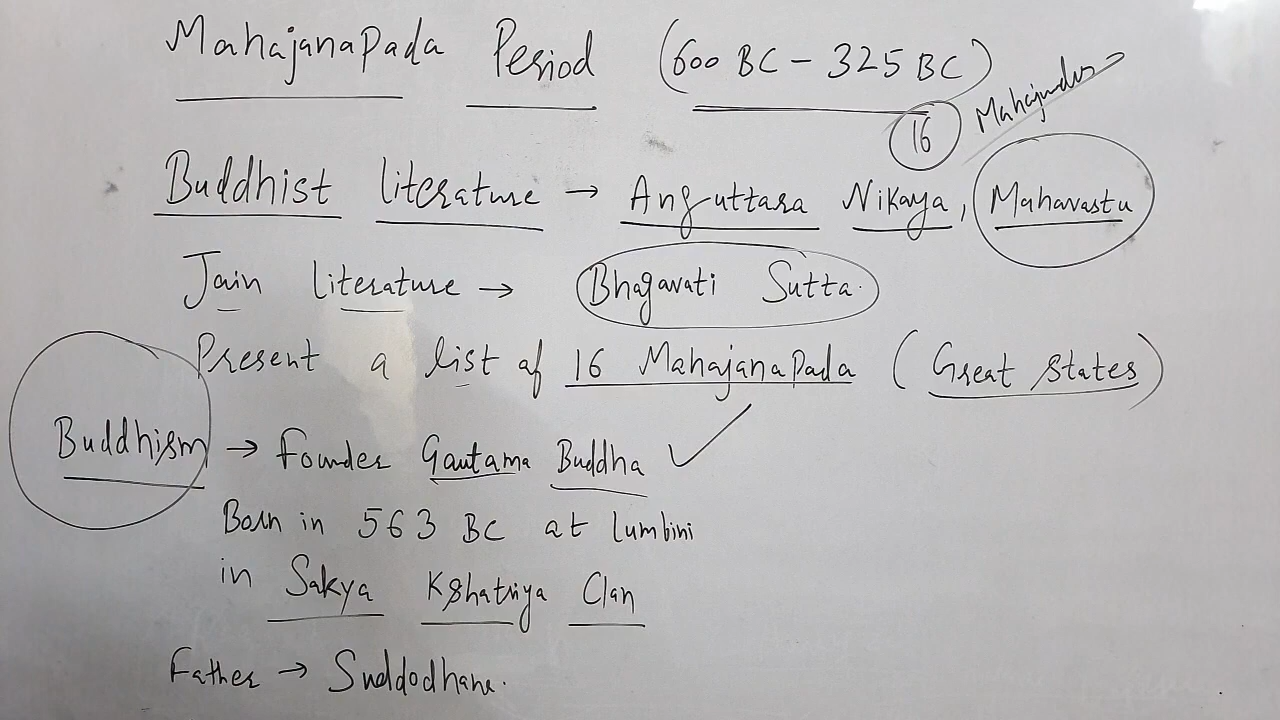 Mahajanapada Period (600 BC - 325 BC)
16
Buddhist literature → Anguttara Nikaya, Mahavastu
Jain literature → Bhagavati Sutta.
Present a list of 16 Mahajanapada (Great states)
Buddhism → Founder Gautama Buddha ✓
Born in 563 BC at lumbini
in Sakya Kshatriya Clan
Father → Suddodhana.